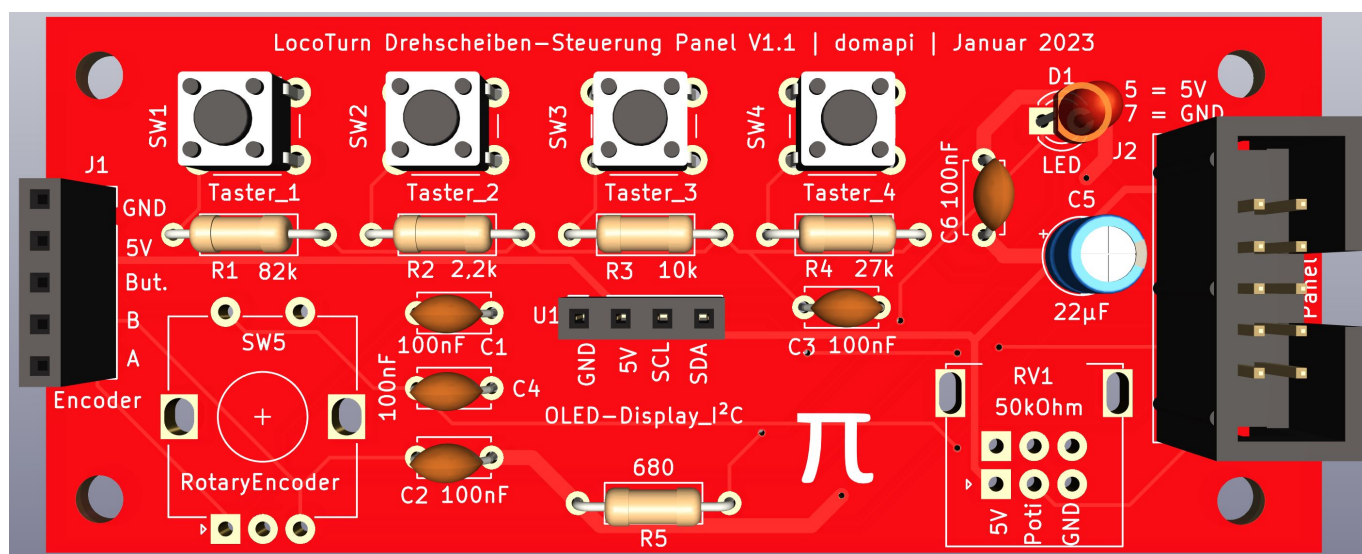 LocoTurn Drehscheiben-Steuerung Panel V1.1 | domapi | Januar 2023
SW1
SW2
SW3
SW4
D1
5 = 5V
7 = GND
LED
J2
J1
Taster_1
Taster_2
Taster_3
Taster_4
C6 100nF
C5
+
22µF
GND
5V
But.
B
A
Encoder
R1 82k
R2 2,2k
R3 10k
R4 27k
SW5
RotaryEncoder
100nF C1
100nF
C4
C2 100nF
U1
GND
5V
SCL
SDA
OLED-Display_I²C
C3 100nF
π
680
R5
RV1
50kOhm
5V
Poti
GND
Panel